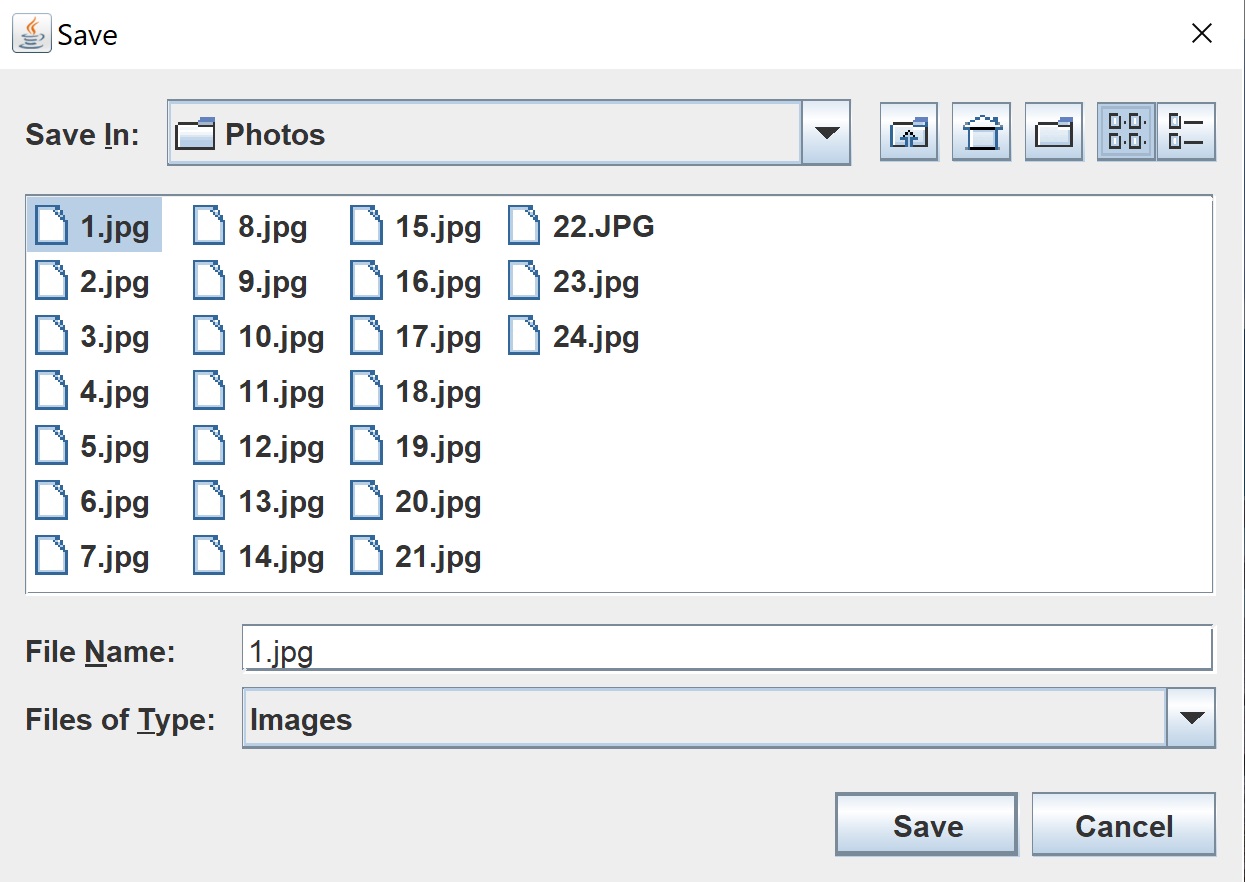 Save
Save In: Photos
1.jpg
2.jpg
3.jpg
4.jpg
5.jpg
6.jpg
7.jpg
8.jpg
9.jpg
10.jpg
11.jpg
12.jpg
13.jpg
14.jpg
15.jpg
16.jpg
17.jpg
18.jpg
19.jpg
20.jpg
21.jpg
22.JPG
23.jpg
24.jpg
File Name: 1.jpg
Files of Type: Images
Save Cancel